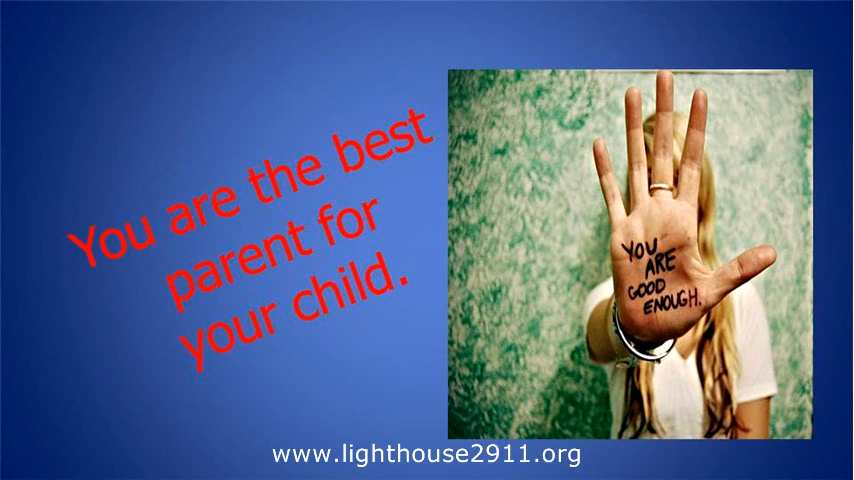 You are the best
parent for
your child.
YOU
ARE
GOOD
ENOUGH.
www.lighthouse2911.org